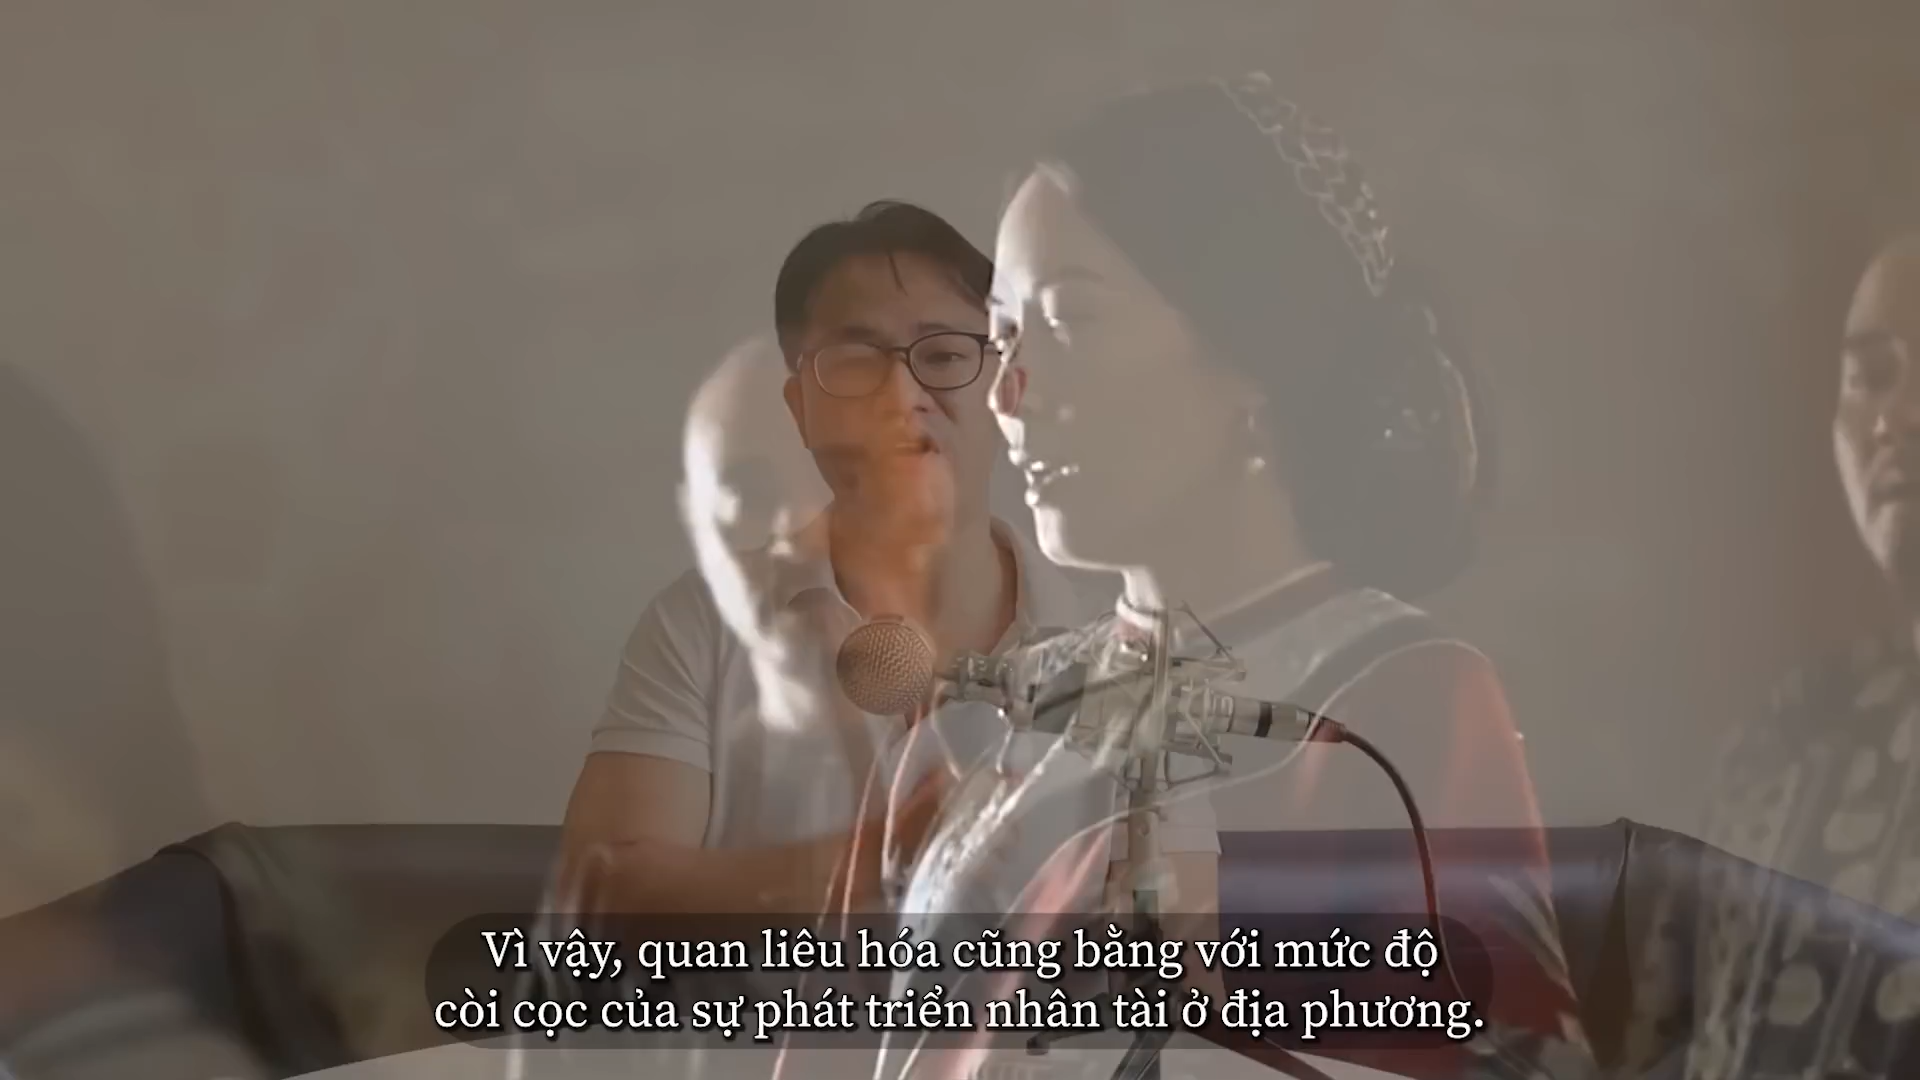 Vì vậy, quan liêu hóa cũng bằng với mức độ
còi cọc của sự phát triển nhân tài ở địa phương.